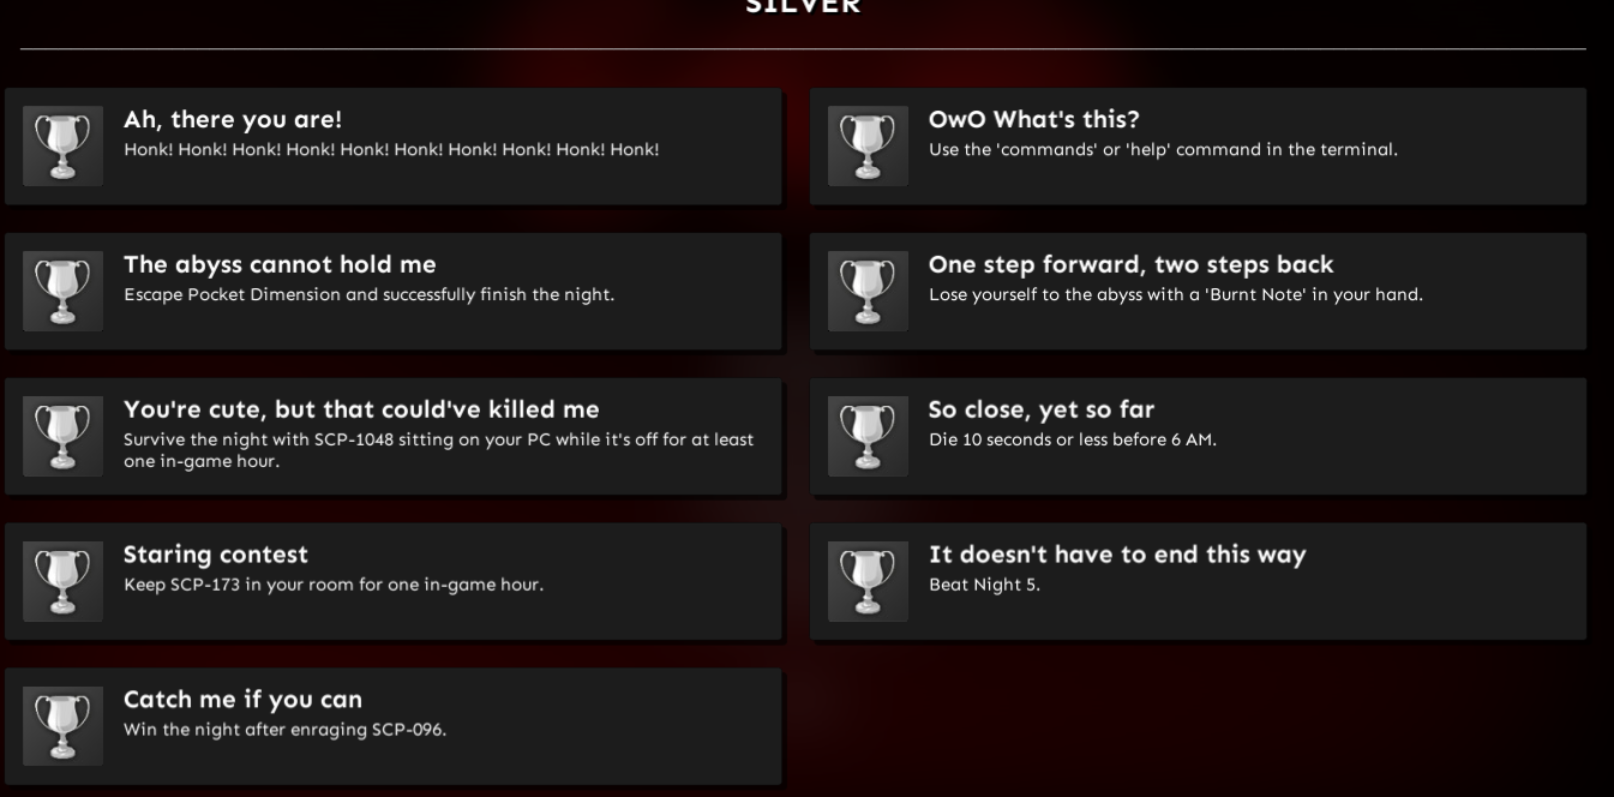 SILVER
Ah, there you are!
Honk! Honk! Honk! Honk! Honk! Honk! Honk! Honk! Honk! Honk!
OwO What's this?
Use the 'commands' or 'help' command in the terminal.
The abyss cannot hold me
Escape Pocket Dimension and successfully finish the night.
One step forward, two steps back
Lose yourself to the abyss with a 'Burnt Note' in your hand.
You're cute, but that could've killed me
Survive the night with SCP-1048 sitting on your PC while it's off for at least
one in-game hour.
So close, yet so far
Die 10 seconds or less before 6 AM.
Staring contest
Keep SCP-173 in your room for one in-game hour.
It doesn't have to end this way
Beat Night 5.
Catch me if you can
Win the night after enraging SCP-096.